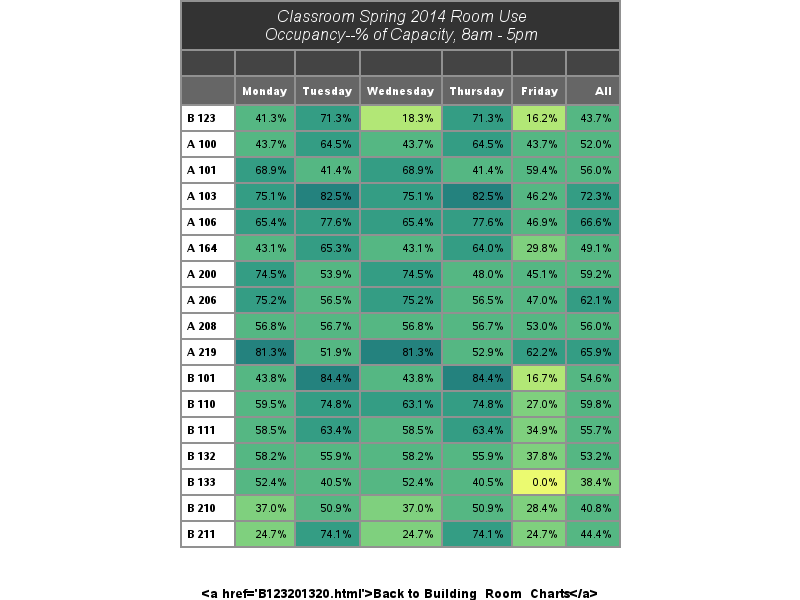 Classroom Spring 2014 Room Use
Occupancy--% of Capacity, 8am - 5pm
Monday Tuesday Wednesday Thursday Friday All
B 123 41.3% 71.3% 18.3% 71.3% 16.2% 43.7%
A 100 43.7% 64.5% 43.7% 64.5% 43.7% 52.0%
A 101 68.9% 41.4% 68.9% 41.4% 59.4% 56.0%
A 103 75.1% 82.5% 75.1% 82.5% 46.2% 72.3%
A 106 65.4% 77.6% 65.4% 77.6% 46.9% 66.6%
A 164 43.1% 65.3% 43.1% 64.0% 29.8% 49.1%
A 200 74.5% 53.9% 74.5% 48.0% 45.1% 59.2%
A 206 75.2% 56.5% 75.2% 56.5% 47.0% 62.1%
A 208 56.8% 56.7% 56.8% 56.7% 53.0% 56.0%
A 219 81.3% 51.9% 81.3% 52.9% 62.2% 65.9%
B 101 43.8% 84.4% 43.8% 84.4% 16.7% 54.6%
B 110 59.5% 74.8% 63.1% 74.8% 27.0% 59.8%
B 111 58.5% 63.4% 58.5% 63.4% 34.9% 55.7%
B 132 58.2% 55.9% 58.2% 55.9% 37.8% 53.2%
B 133 52.4% 40.5% 52.4% 40.5% 0.0% 38.4%
B 210 37.0% 50.9% 37.0% 50.9% 28.4% 40.8%
B 211 24.7% 74.1% 24.7% 74.1% 24.7% 44.4%
<a href='B123201320.html'>Back to Building_Room_Charts</a>